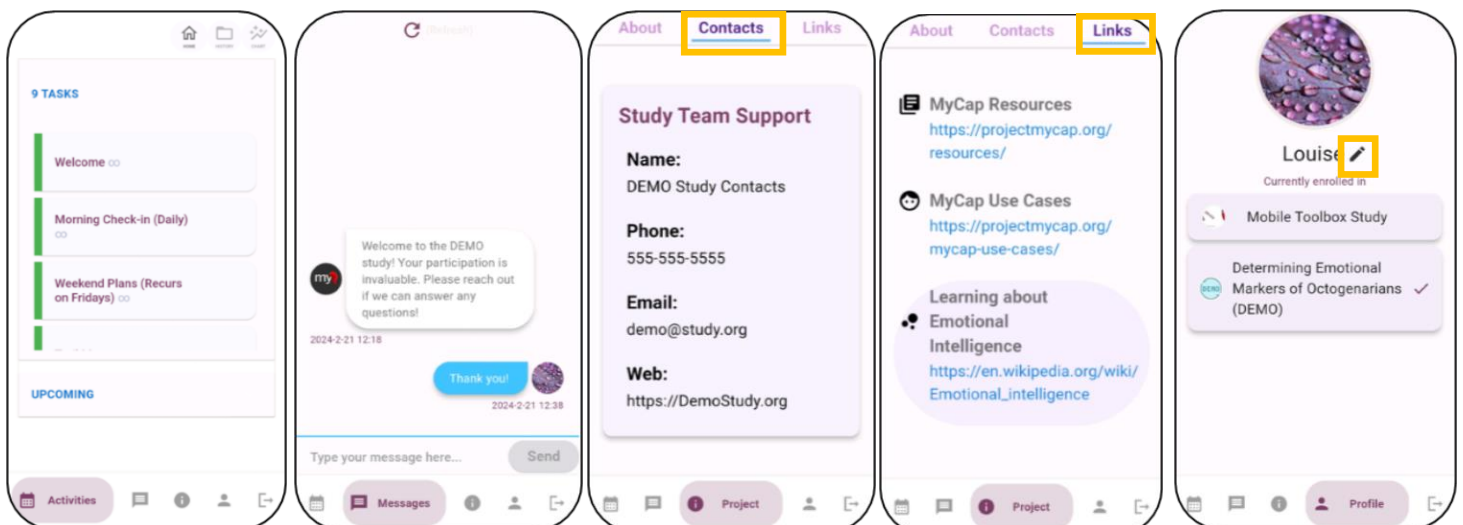 HOME
HISTORY
CHART
9 TASKS
Welcome ∞
Morning Check-in (Daily)
∞
Weekend Plans (Recurs
on Fridays) ∞
UPCOMING
Activities
[Refresh]
my
Welcome to the DEMO
study! Your participation is
invaluable. Please reach out
if we can answer any
questions!
2024-2-21 12:18
Thank you!
2024-2-21 12:38
Type your message here...
Send
Messages
About Contacts Links
Study Team Support
Name:
DEMO Study Contacts
Phone:
555-555-5555
Email:
demo@study.org
Web:
https://DemoStudy.org
Project
About Contacts Links
MyCap Resources
https://projectmycap.org/
resources/
MyCap Use Cases
https://projectmycap.org/
mycap-use-cases/
Learning about
Emotional
Intelligence
https://en.wikipedia.org/wiki/
Emotional_intelligence
Project
Louise
Currently enrolled in
Mobile Toolbox Study
Determining Emotional
DEMO
Markers of Octogenarians
(DEMO)
Profile